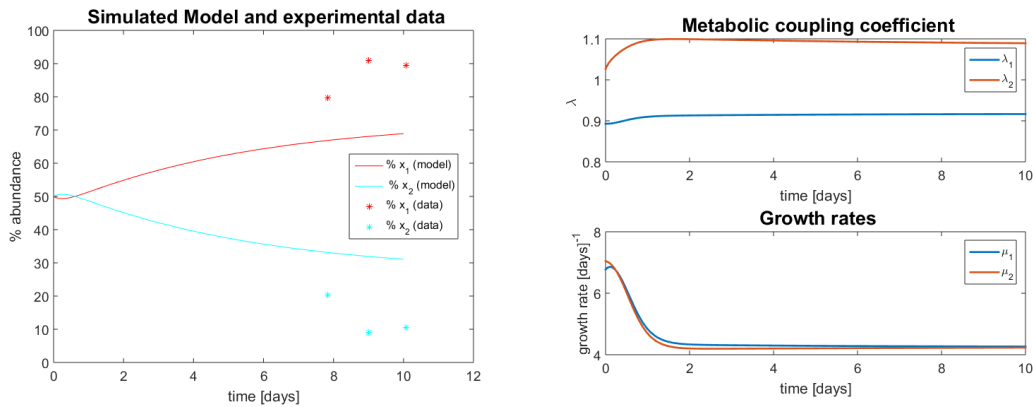 Simulated Model and experimental data
% abundance
100
90
80
70
60
50
40
30
20
10
0
0 2 4 6 8 10 12
time [days]
% x₁ (model)
% x₂ (model)
% x₁ (data)
% x₂ (data)
Metabolic coupling coefficient
λ
1.1
1
0.9
0.8
λ₁
λ₂
0 2 4 6 8 10
time [days]
Growth rates
growth rate [days]⁻¹
8
6
4
μ₁
μ₂
0 2 4 6 8 10
time [days]